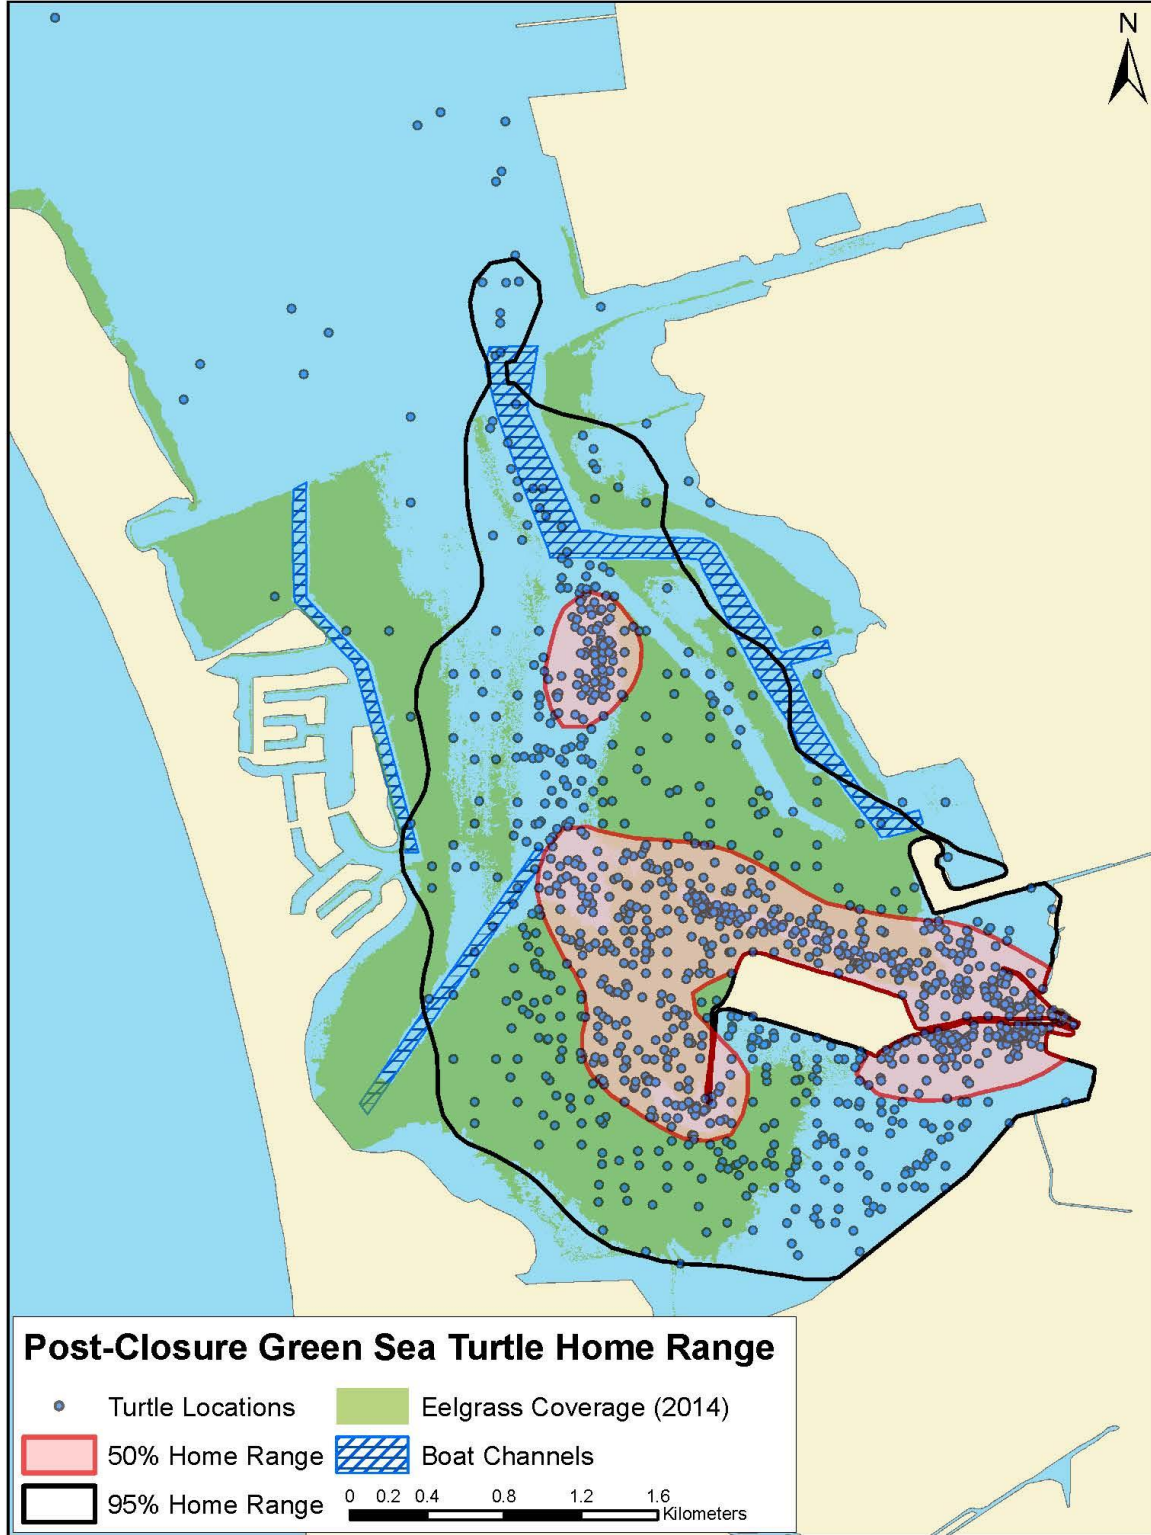 N
Post-Closure Green Sea Turtle Home Range
Turtle Locations
Eelgrass Coverage (2014)
50% Home Range
Boat Channels
95% Home Range
0 0.2 0.4 0.8 1.2 1.6
Kilometers